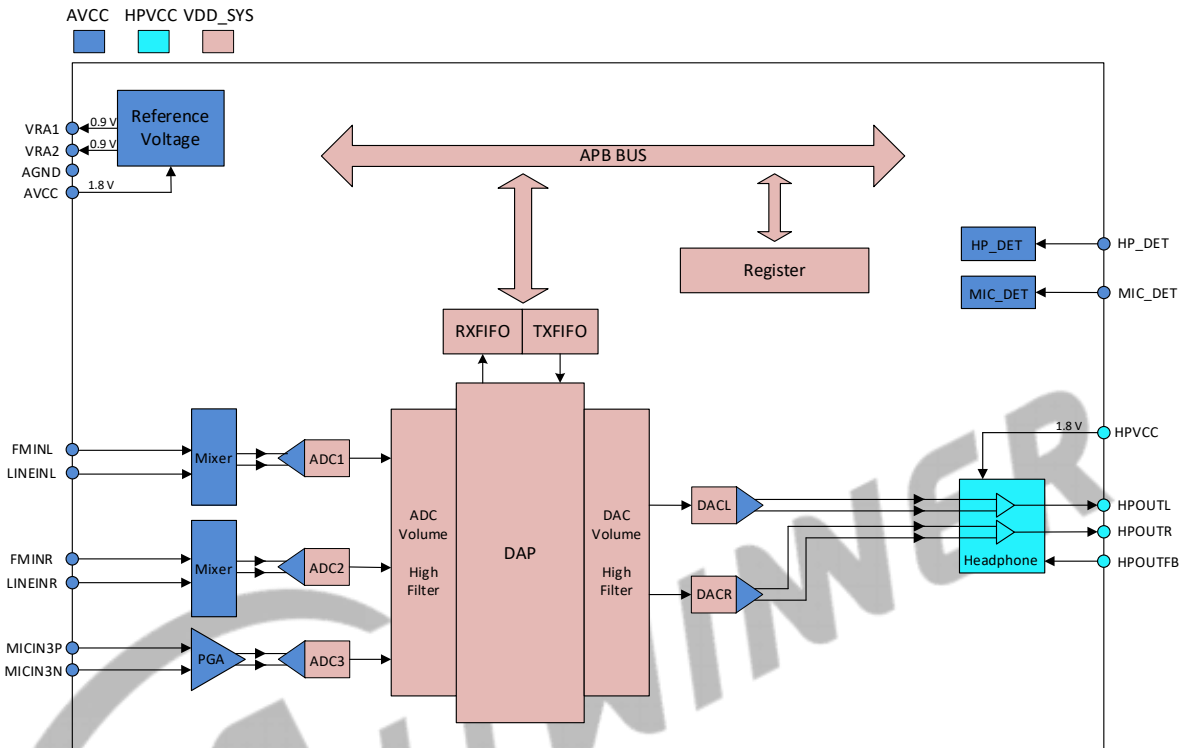 AVCC HPVCC VDD_SYS
Reference
Voltage
VRA1
0.9 V
VRA2
0.9 V
AGND
AVCC
1.8 V
APB BUS
Register
HP_DET
HP_DET
MIC_DET
MIC_DET
RXFIFO
TXFIFO
FMINL
LINEINL
Mixer
ADC1
FMINR
LINEINR
Mixer
ADC2
MICIN3P
MICIN3N
PGA
ADC3
ADC
Volume
High
Filter
DAP
DAC
Volume
High
Filter
DACL
DACR
1.8 V
HPVCC
HPOUTL
HPOUTR
HPOUTFB
Headphone
ALLWINNER